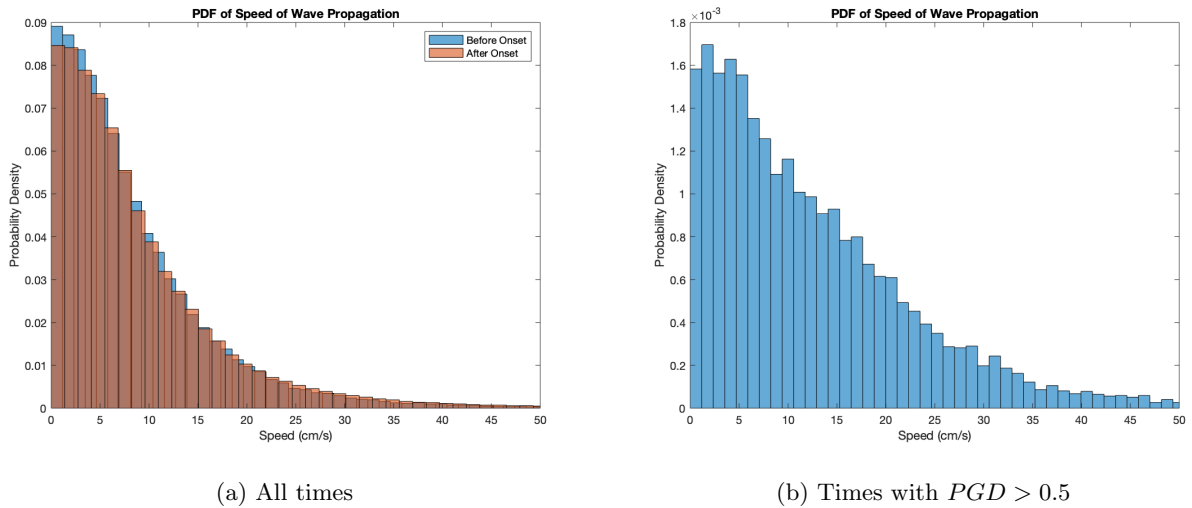 PDF of Speed of Wave Propagation
0.09
0.08
0.07
0.06
0.05
0.04
0.03
0.02
0.01
0
Probability Density
Before Onset
After Onset
0 5 10 15 20 25 30 35 40 45 50
Speed (cm/s)
(a) All times
PDF of Speed of Wave Propagation
×10⁻³
1.8
1.6
1.4
1.2
1
0.8
0.6
0.4
0.2
0
Probability Density
0 5 10 15 20 25 30 35 40 45 50
Speed (cm/s)
(b) Times with PGD > 0.5